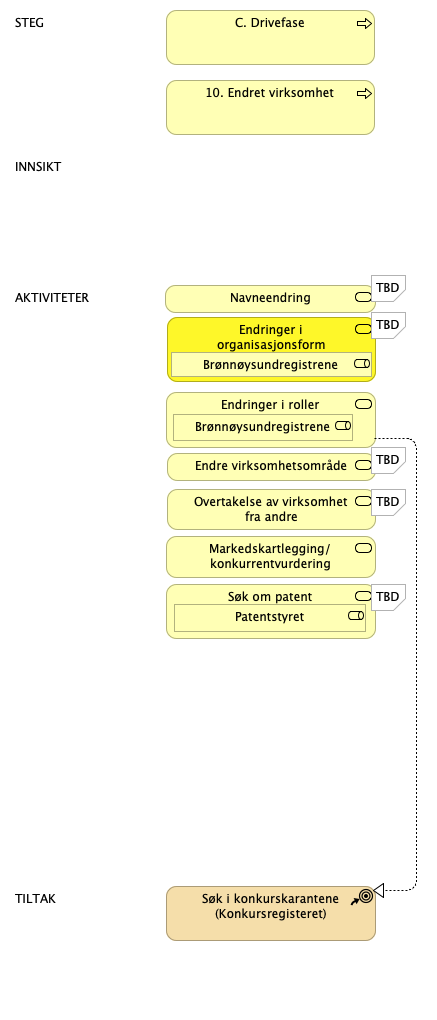 STEG
C. Drivefase
10. Endret virksomhet
INNSIKT
AKTIVITETER
Navneendring
TBD
Endringer i
organisasjonsform
TBD
Brønnøysundregistrene
Endringer i roller
Brønnøysundregistrene
Endre virksomhetsområde
TBD
Overtakelse av virksomhet
fra andre
TBD
Markedskartlegging/
konkurrentvurdering
Søk om patent
TBD
Patentstyret
TILTAK
Søk i konkurskarantene
(Konkursregisteret)